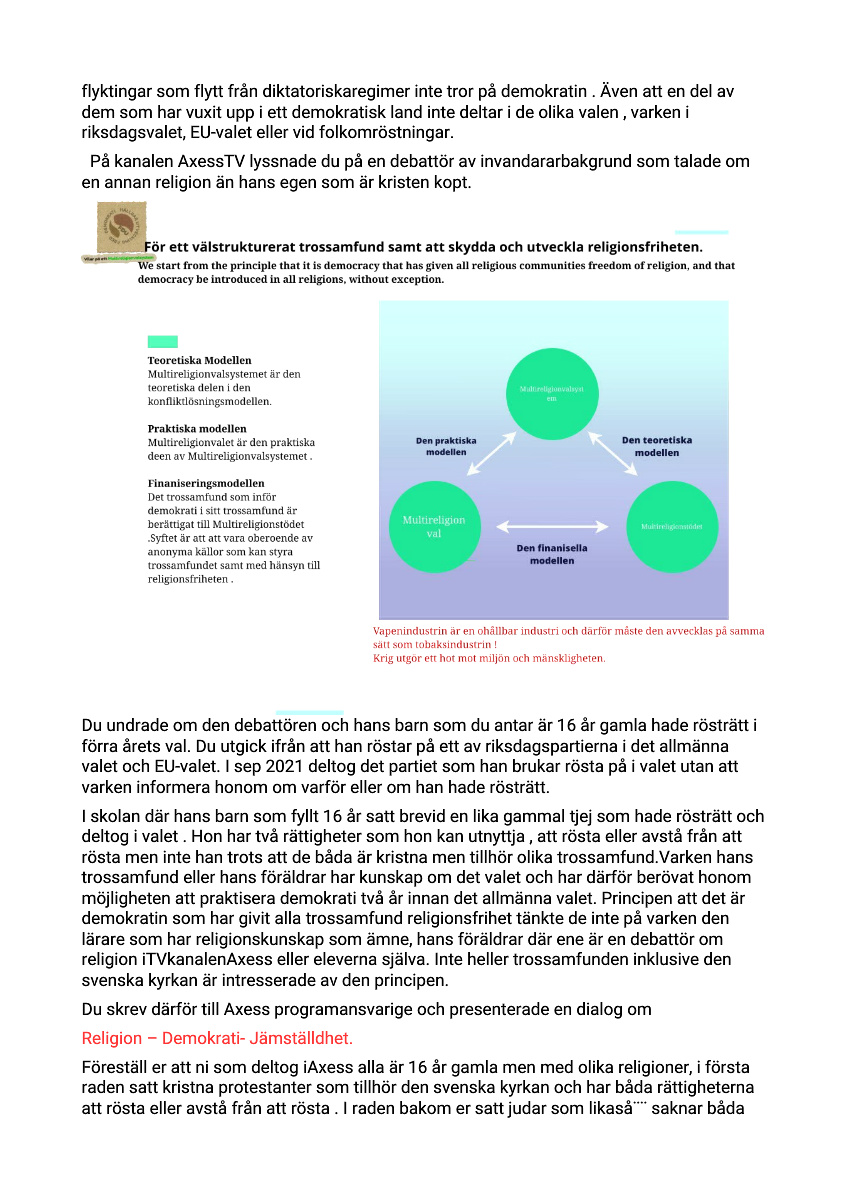 flyktingar som flytt från diktatoriskaregimer inte tror på demokratin . Även att en del av
dem som har vuxit upp i ett demokratisk land inte deltar i de olika valen , varken i
riksdagsvalet, EU-valet eller vid folkomröstningar.
På kanalen AxessTV lyssnade du på en debattör av invandararbakgrund som talade om
en annan religion än hans egen som är kristen kopt.
För ett välstrukturerat trossamfund samt att skydda och utveckla religionsfriheten.
We start from the principle that it is democracy that has given all religious communities freedom of religion, and that
democracy be introduced in all religions, without exception.
Teoretiska Modellen
Multireligionvalsystemet är den
teoretiska delen i den
konfliktlösningsmodellen.
Praktiska modellen
Multireligionvalet är den praktiska
deen av Multireligionvalsystemet .
Finaniseringsmodellen
Det trossamfund som inför
demokrati i sitt trossamfund är
berättigat till Multireligionstödet
.Syftet är att att vara oberoende av
anonyma källor som kan styra
trossamfundet samt med hänsyn till
religionsfriheten .
Multireligionvalsyst
em
Den praktiska
modellen
Den teoretiska
modellen
Multireligion
val
Multireligionstödet
Den finanisella
modellen
Vapenindustrin är en ohållbar industri och därför måste den avvecklas på samma
sätt som tobaksindustrin !
Krig utgör ett hot mot miljön och mänskligheten.
Du undrade om den debattören och hans barn som du antar är 16 år gamla hade rösträtt i
förra årets val. Du utgick ifrån att han röstar på ett av riksdagspartierna i det allmänna
valet och EU-valet. I sep 2021 deltog det partiet som han brukar rösta på i valet utan att
varken informera honom om varför eller om han hade rösträtt.
I skolan där hans barn som fyllt 16 år satt brevid en lika gammal tjej som hade rösträtt och
deltog i valet . Hon har två rättigheter som hon kan utnyttja , att rösta eller avstå från att
rösta men inte han trots att de båda är kristna men tillhör olika trossamfund.Varken hans
trossamfund eller hans föräldrar har kunskap om det valet och har därför berövat honom
möjligheten att praktisera demokrati två år innan det allmänna valet. Principen att det är
demokratin som har givit alla trossamfund religionsfrihet tänkte de inte på varken den
lärare som har religionskunskap som ämne, hans föräldrar där ene är en debattör om
religion iTVkanalenAxess eller eleverna själva. Inte heller trossamfunden inklusive den
svenska kyrkan är intresserade av den principen.
Du skrev därför till Axess programansvarige och presenterade en dialog om
Religion – Demokrati- Jämställdhet.
Föreställ er att ni som deltog iAxess alla är 16 år gamla men med olika religioner, i första
raden satt kristna protestanter som tillhör den svenska kyrkan och har båda rättigheterna
att rösta eller avstå från att rösta . I raden bakom er satt judar som likaså¨¨ saknar båda